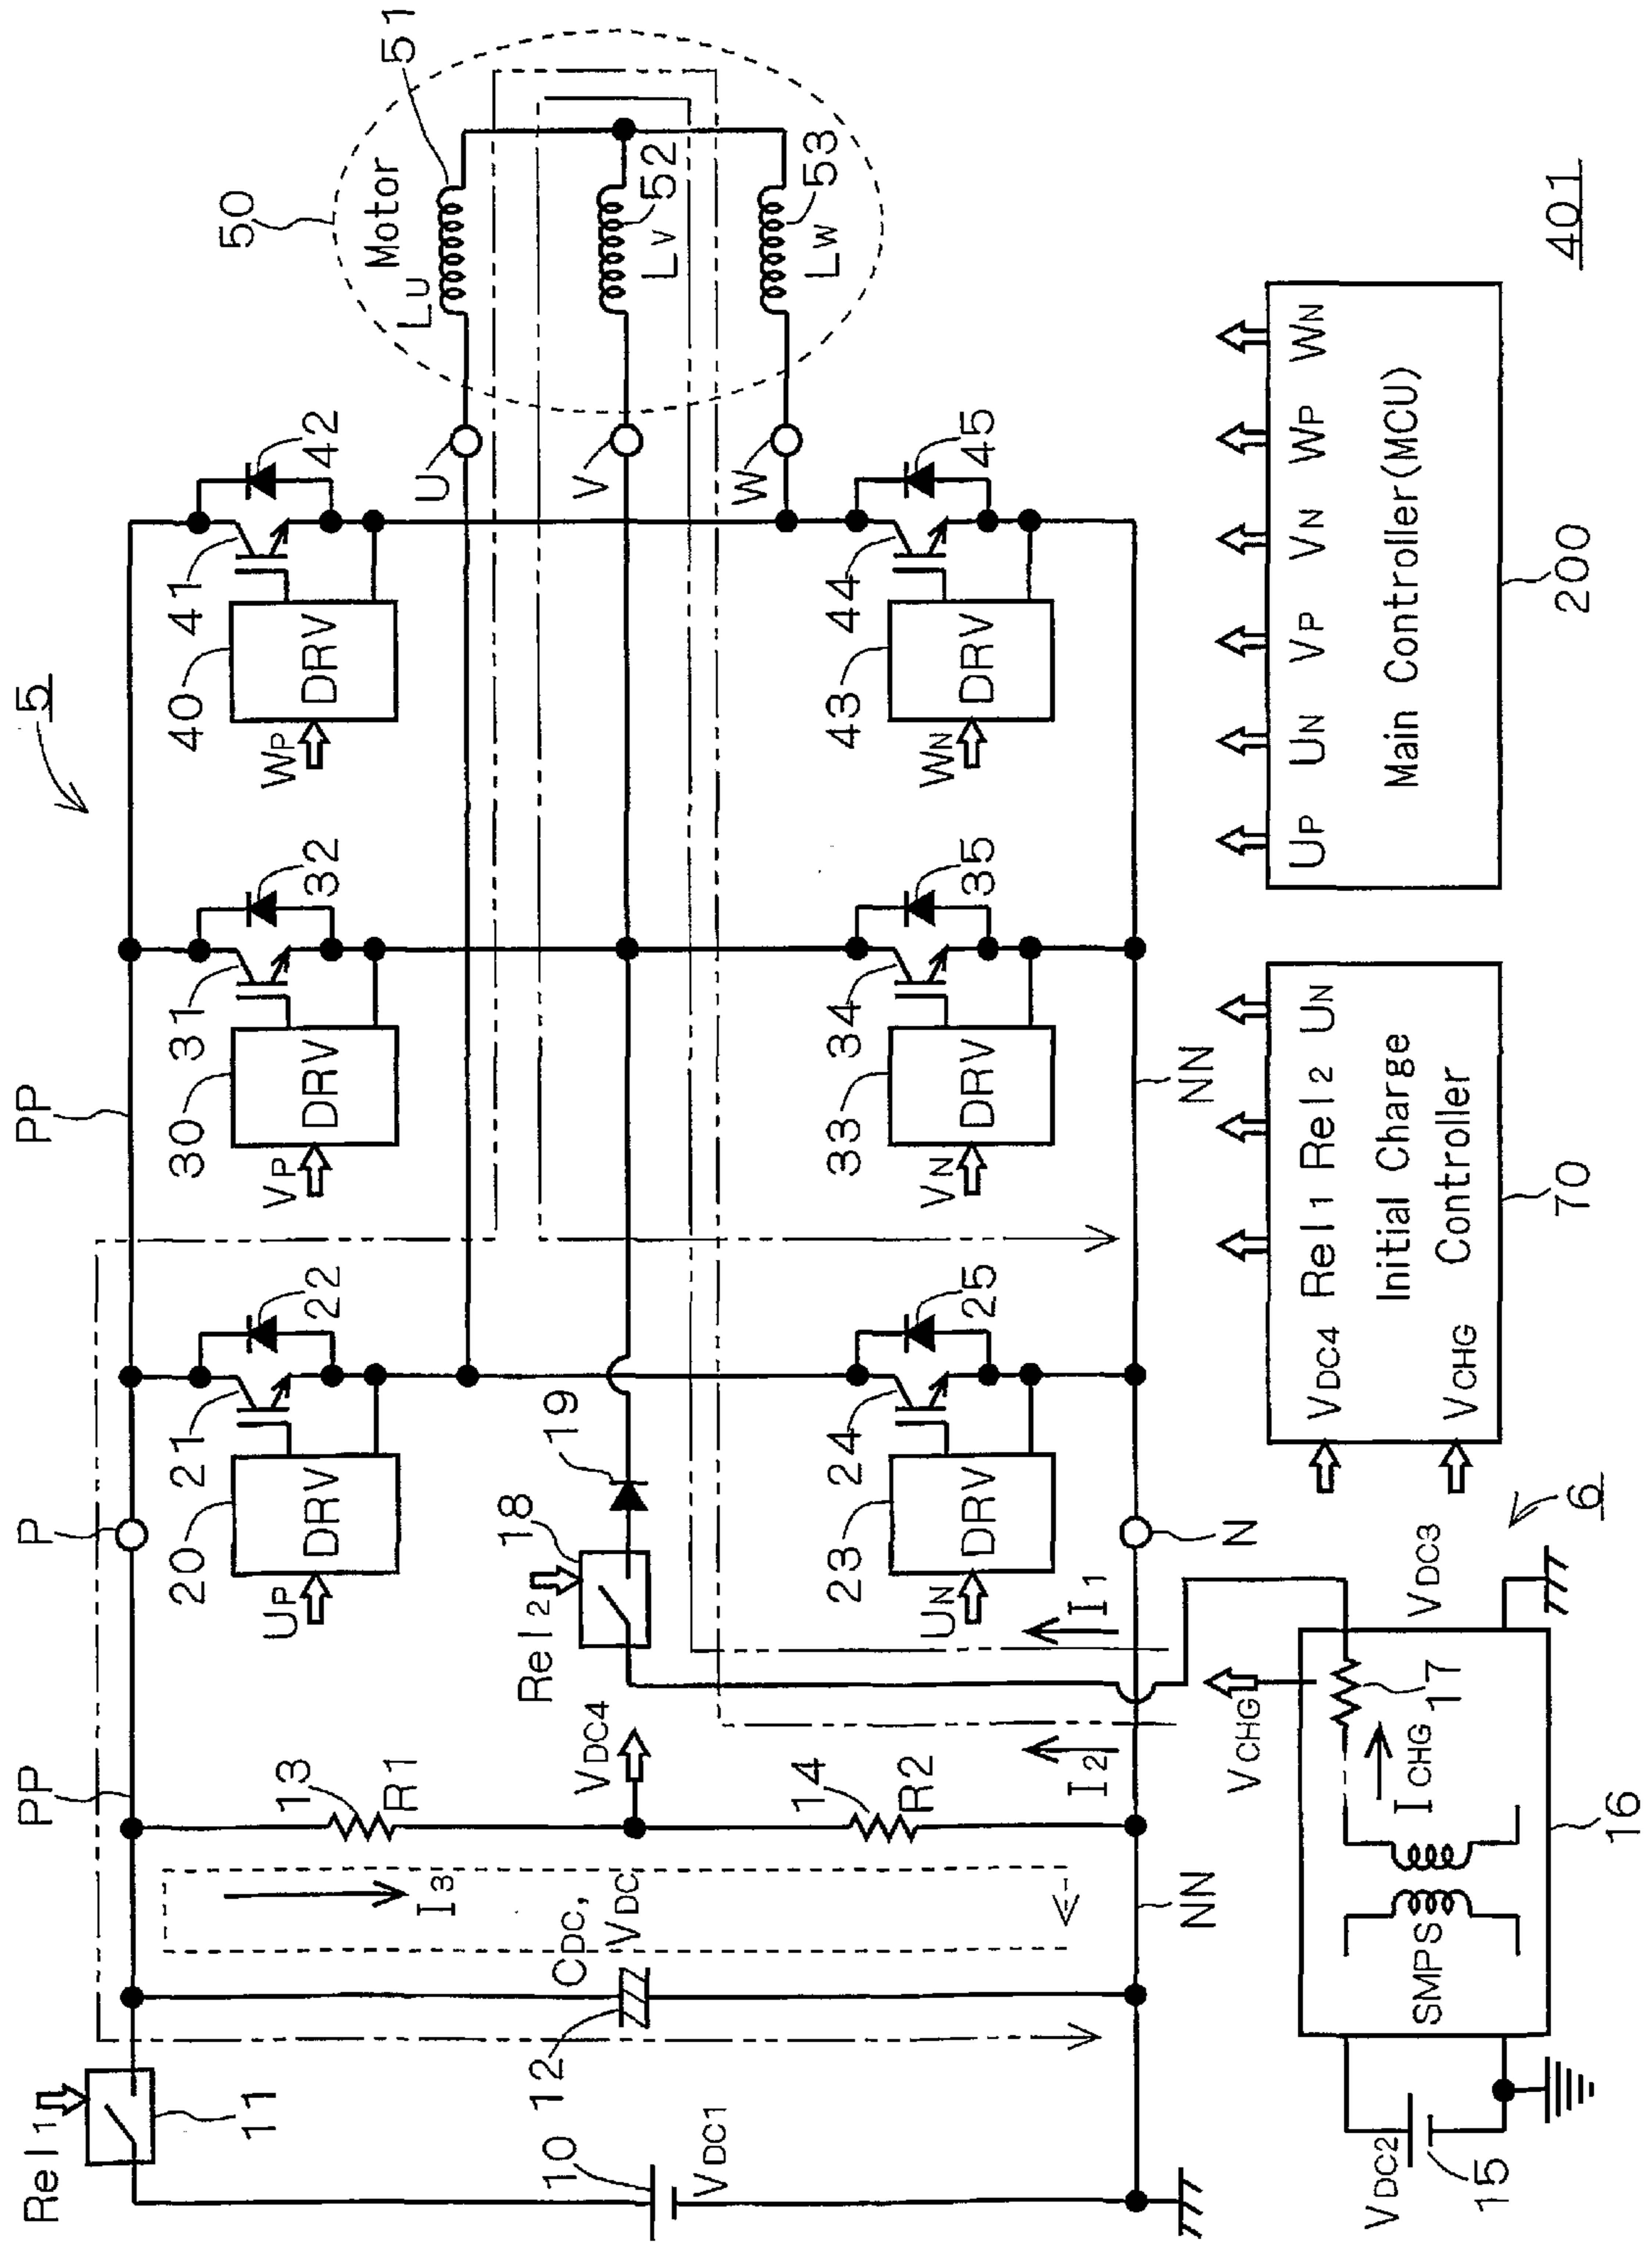 5
PP
P
PP
Rel1
11
20
DRV
UP
21
22
30
DRV
VP
31
32
40
DRV
WP
41
42
50
Motor
LU
51
LV
52
LW
53
U
V
W
10
VDC1
12
CDC,
VDC
I3
13
R1
VDC4
14
R2
Rel2
18
19
I2
I1
23
DRV
UN
24
25
33
DRV
VN
34
35
43
DRV
WN
44
45
NN
N
NN
VDC2
15
SMPS
16
ICHG
17
VCHG
VDC3
6
VDC4 Rel1 Rel2 UN
Initial Charge
VCHG Controller
70
UP UN VP VN WP WN
Main Controller(MCU)
200
401